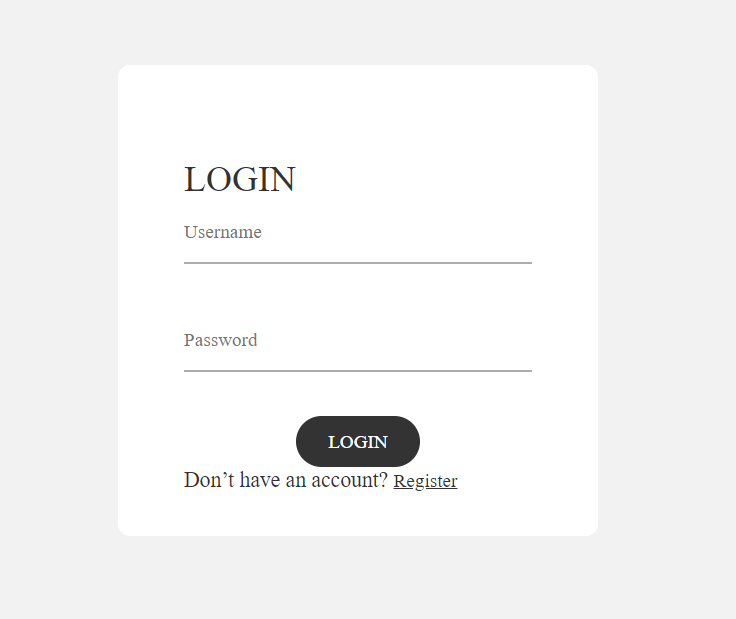 LOGIN
Username
Password
LOGIN
Don’t have an account? Register